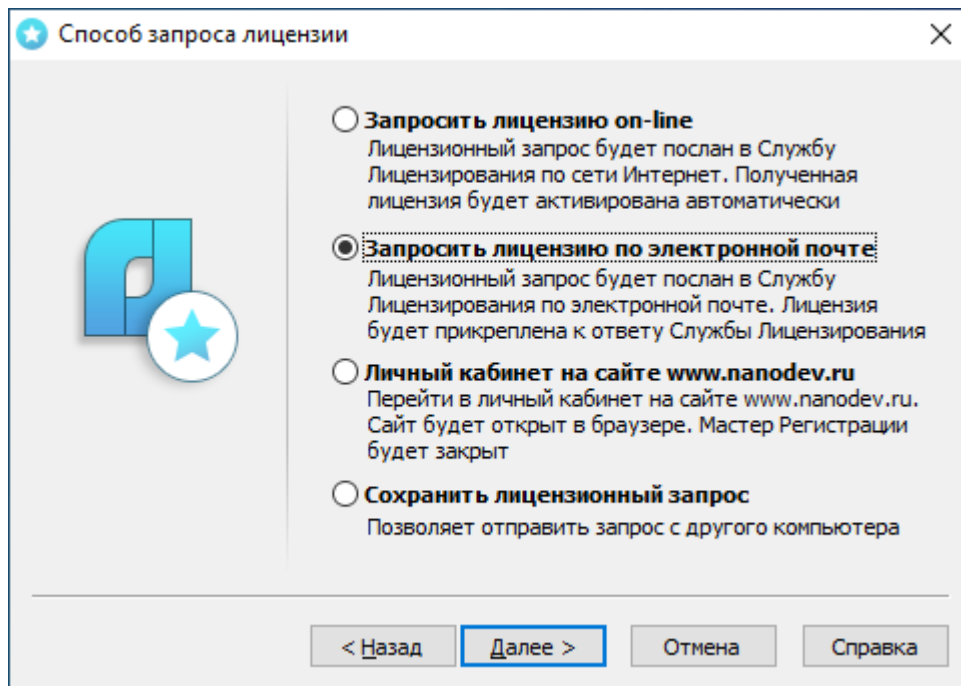 Способ запроса лицензии
Запросить лицензию on-line
Лицензионный запрос будет послан в Службу
Лицензирования по сети Интернет. Полученная
лицензия будет активирована автоматически
Запросить лицензию по электронной почте
Лицензионный запрос будет послан в Службу
Лицензирования по электронной почте. Лицензия
будет прикреплена к ответу Службы Лицензирования
Личный кабинет на сайте www.nanodev.ru
Перейти в личный кабинет на сайте www.nanodev.ru.
Сайт будет открыт в браузере. Мастер Регистрации
будет закрыт
Сохранить лицензионный запрос
Позволяет отправить запрос с другого компьютера
< Назад Далее > Отмена Справка